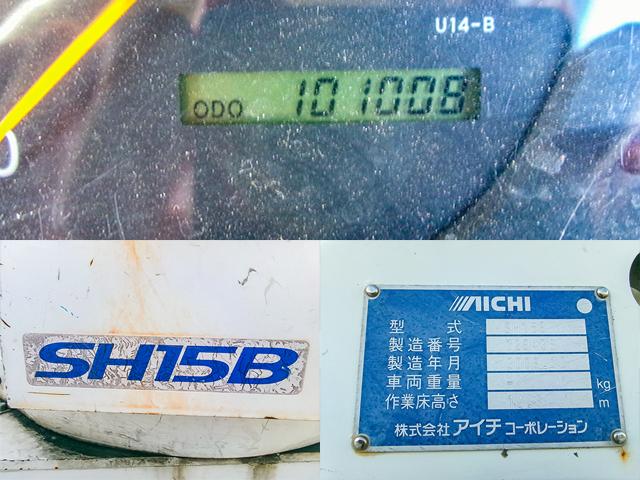 U14-B
ODO 101008
SH15B
AICHI
型式
製造番号
製造年月
車両重量 kg
作業床高さ m
株式会社アイチコーポレーション